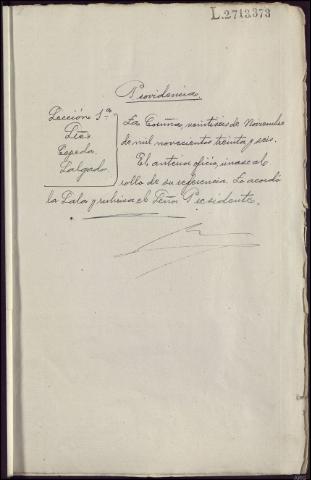 L.2713373
Providencia.
Sección 1ª
Lías
Cepeda
Salgado
La Coruña, veintiseis de Noviembre
de mil novecientos treinta y seis.
El anterior oficio, únase al
rollo de su referencia. Lo acordó
la Sala y rubrica el Señor Presidente.